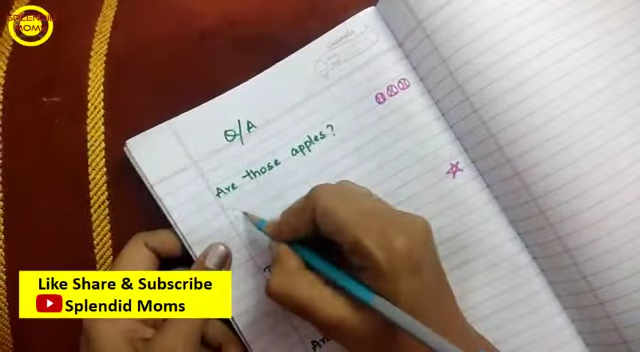 SPLENDID
MOMS
Q/A
Are those apples?
Like Share & Subscribe
Splendid Moms